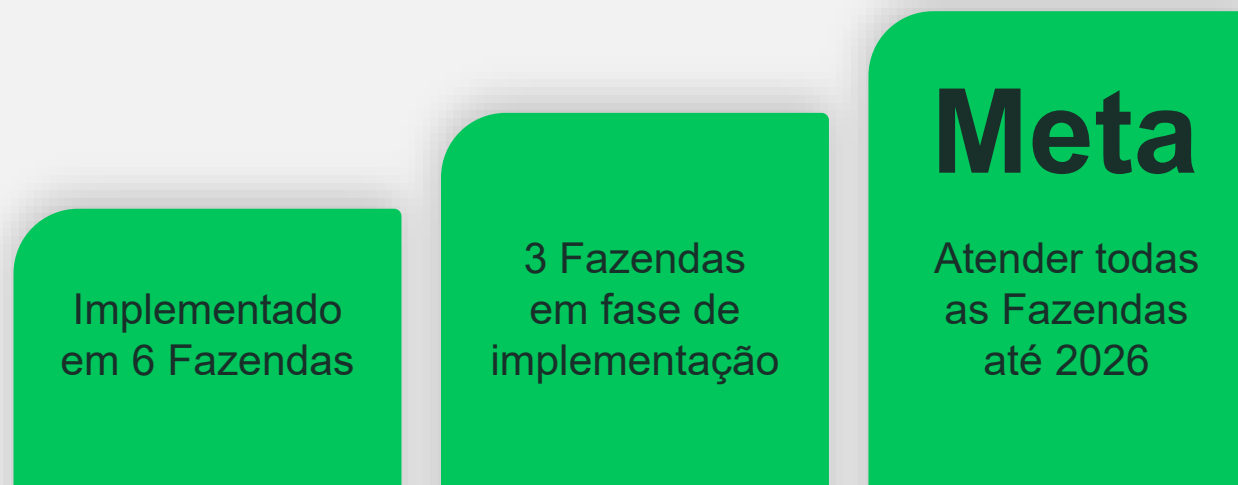 Implementado
em 6 Fazendas
3 Fazendas
em fase de
implementação
Meta
Atender todas
as Fazendas
até 2026